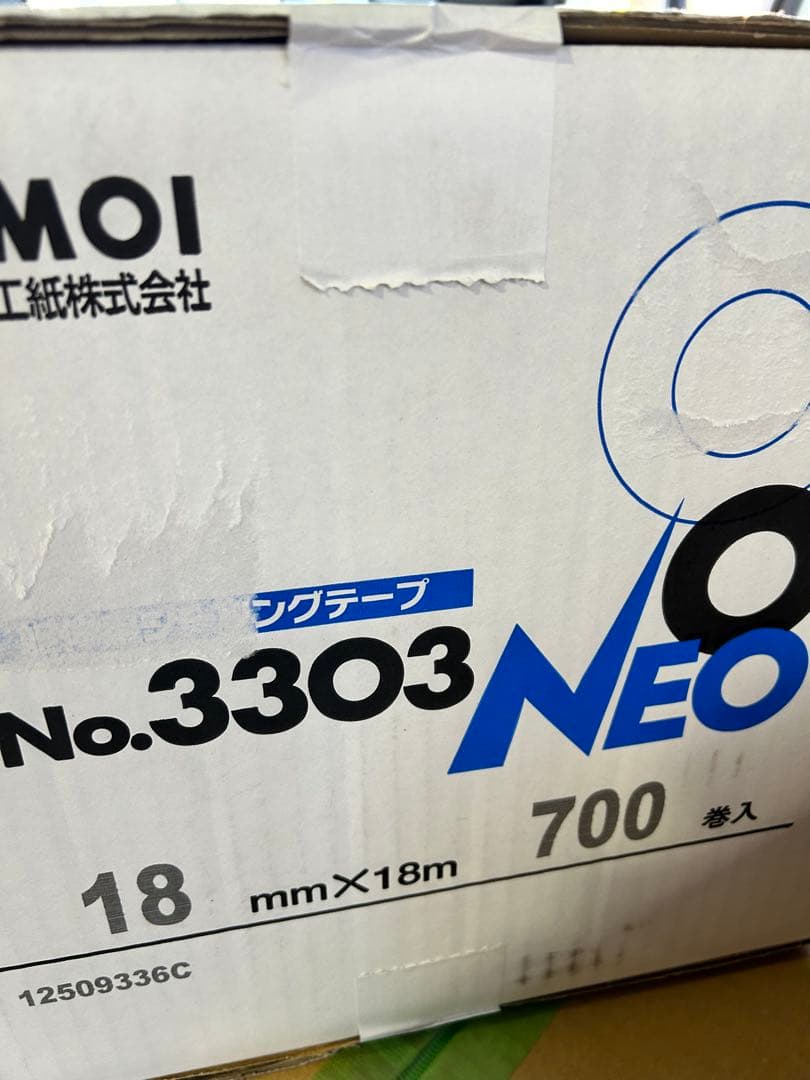 MOI
工紙株式会社
ングテープ
No.3303 NEO
18 mm×18m 700 巻入
12509336C